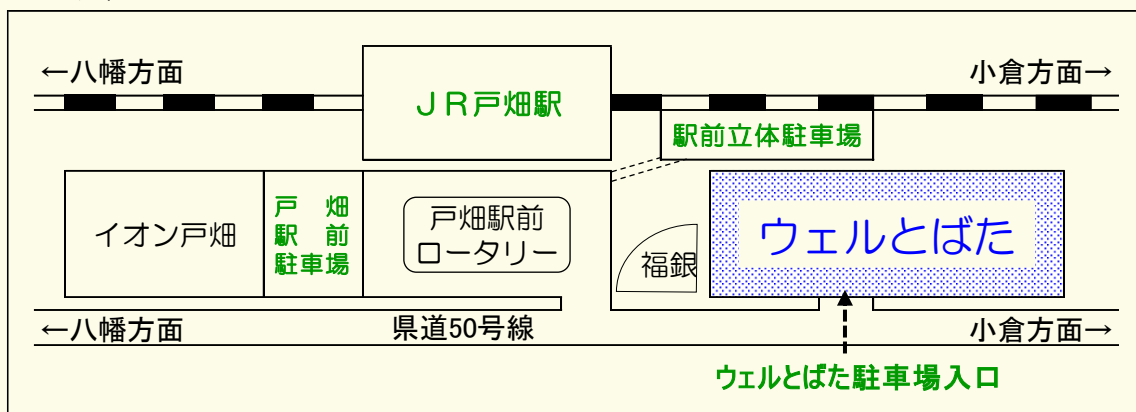 ←八幡方面
小倉方面→
ＪＲ戸畑駅
駅前立体駐車場
イオン戸畑
戸　畑
駅　前
駐車場
戸畑駅前
ロータリー
福銀
ウェルとばた
←八幡方面
県道50号線
小倉方面→
ウェルとばた駐車場入口